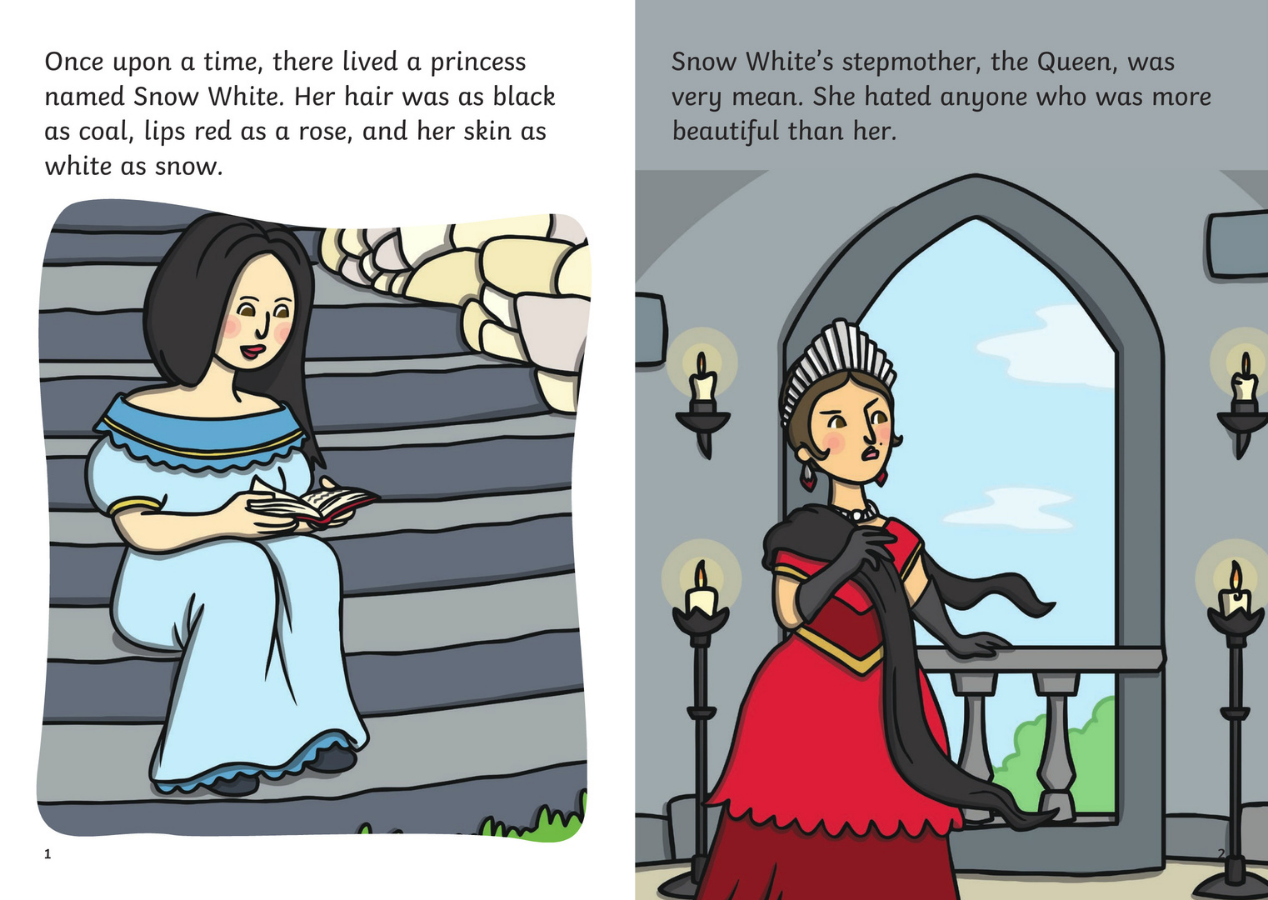 Once upon a time, there lived a princess
named Snow White. Her hair was as black
as coal, lips red as a rose, and her skin as
white as snow.
1
Snow White’s stepmother, the Queen, was
very mean. She hated anyone who was more
beautiful than her.
2